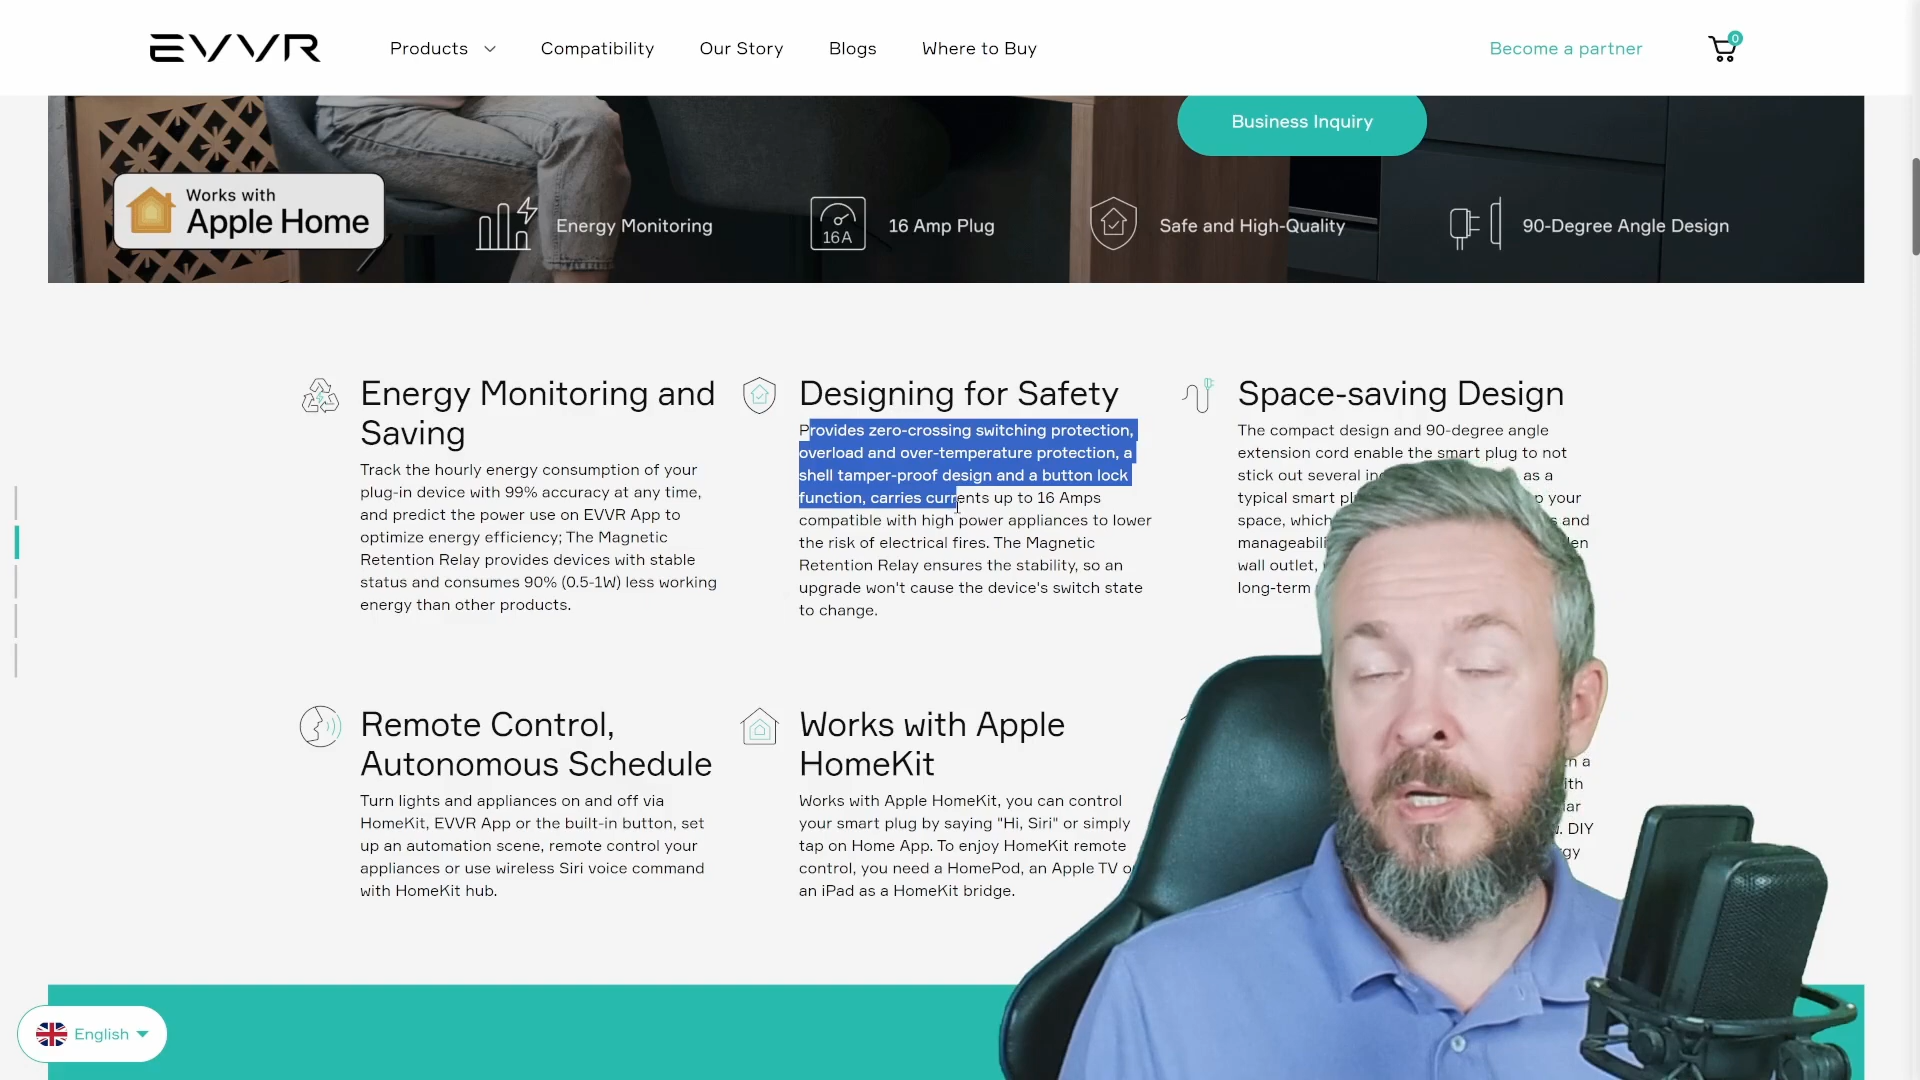 EVVR
Products
Compatibility
Our Story
Blogs
Where to Buy
Become a partner
0
Business Inquiry
Works with
Apple Home
Energy Monitoring
16A
16 Amp Plug
Safe and High-Quality
90-Degree Angle Design
Energy Monitoring and
Saving
Track the hourly energy consumption of your
plug-in device with 99% accuracy at any time,
and predict the power use on EVVR App to
optimize energy efficiency; The Magnetic
Retention Relay provides devices with stable
status and consumes 90% (0.5-1W) less working
energy than other products.
Designing for Safety
Provides zero-crossing switching protection,
overload and over-temperature protection, a
shell tamper-proof design and a button lock
function, carries currents up to 16 Amps
compatible with high power appliances to lower
the risk of electrical fires. The Magnetic
Retention Relay ensures the stability, so an
upgrade won't cause the device's switch state
to change.
Space-saving Design
The compact design and 90-degree angle
extension cord enable the smart plug to not
stick out several as a
typical smart your
space, which and
wall outlet,
long-term
Remote Control,
Autonomous Schedule
Turn lights and appliances on and off via
HomeKit, EVVR App or the built-in button, set
up an automation scene, remote control your
appliances or use wireless Siri voice command
with HomeKit hub.
Works with Apple
HomeKit
Works with Apple HomeKit, you can control
your smart plug by saying "Hi, Siri" or simply
tap on Home App. To enjoy HomeKit remote
control, you need a HomePod, an Apple TV
an iPad as a HomeKit bridge.
a
DIY
English